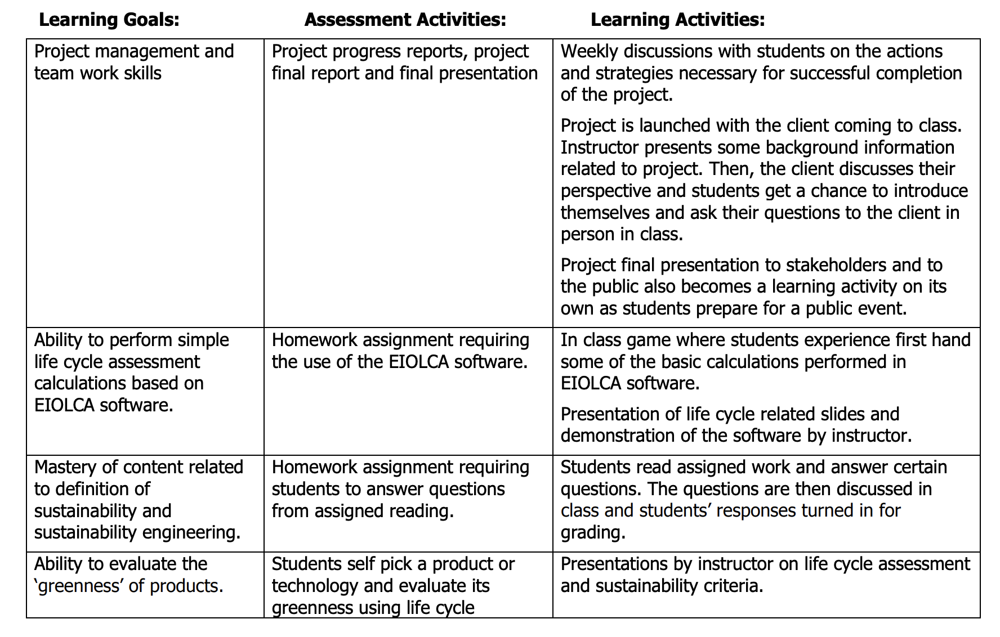 Learning Goals:
Assessment Activities:
Learning Activities:
Project management and
team work skills
Project progress reports, project
final report and final presentation
Weekly discussions with students on the actions
and strategies necessary for successful completion
of the project.
Project is launched with the client coming to class.
Instructor presents some background information
related to project. Then, the client discusses their
perspective and students get a chance to introduce
themselves and ask their questions to the client in
person in class.
Project final presentation to stakeholders and to
the public also becomes a learning activity on its
own as students prepare for a public event.
Ability to perform simple
life cycle assessment
calculations based on
EIOLCA software.
Homework assignment requiring
the use of the EIOLCA software.
In class game where students experience first hand
some of the basic calculations performed in
EIOLCA software.
Presentation of life cycle related slides and
demonstration of the software by instructor.
Mastery of content related
to definition of
sustainability and
sustainability engineering.
Homework assignment requiring
students to answer questions
from assigned reading.
Students read assigned work and answer certain
questions. The questions are then discussed in
class and students’ responses turned in for
grading.
Ability to evaluate the
‘greenness’ of products.
Students self pick a product or
technology and evaluate its
greenness using life cycle
Presentations by instructor on life cycle assessment
and sustainability criteria.